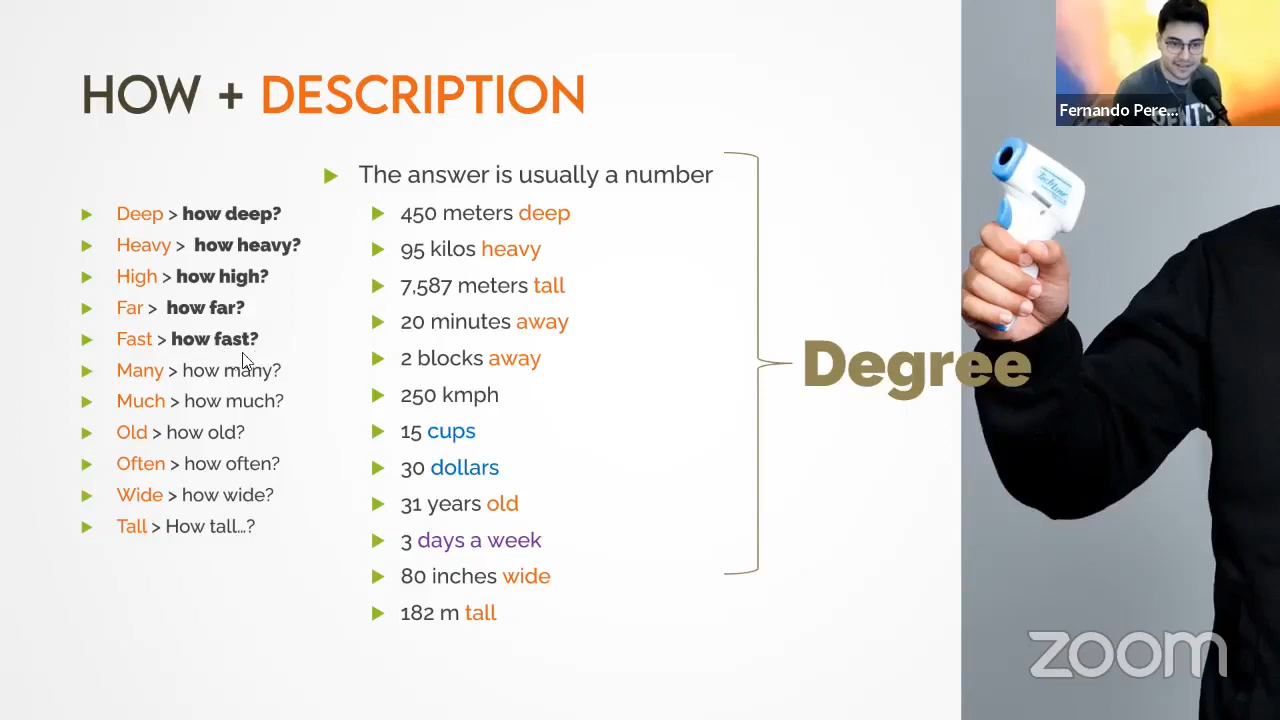 HOW + DESCRIPTION
Fernando Pere...
The answer is usually a number
Deep > how deep?
Heavy > how heavy?
High > how high?
Far > how far?
Fast > how fast?
Many > how many?
Much > how much?
Old > how old?
Often > how often?
Wide > how wide?
Tall > How tall...?
450 meters deep
95 kilos heavy
7,587 meters tall
20 minutes away
2 blocks away
250 kmph
15 cups
30 dollars
31 years old
3 days a week
80 inches wide
182 m tall
Degree
zoom